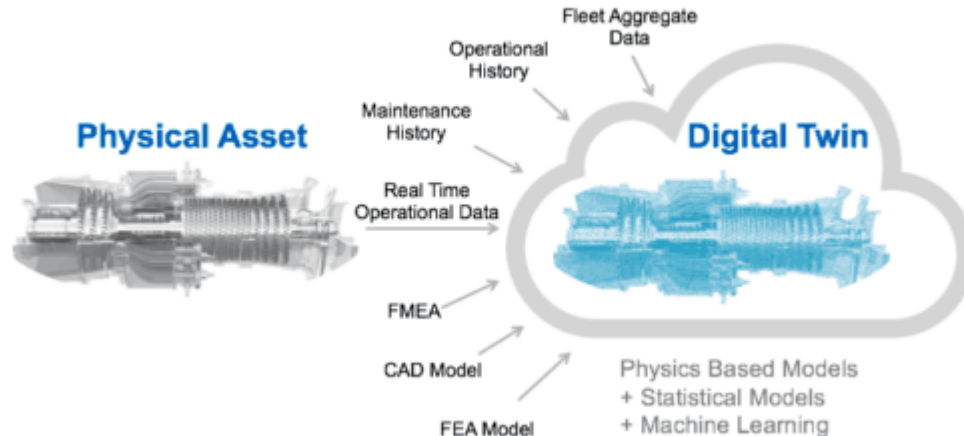 Fleet Aggregate
Data
Operational
History
Maintenance
History
Physical Asset
Digital Twin
Real Time
Operational Data
FMEA
CAD Model
FEA Model
Physics Based Models
+ Statistical Models
+ Machine Learning